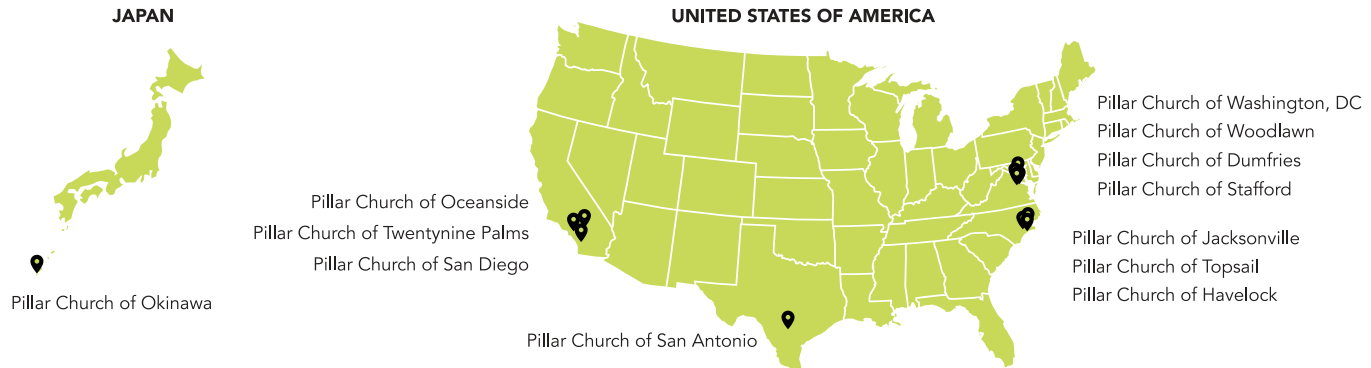 JAPAN
UNITED STATES OF AMERICA
Pillar Church of Washington, DC
Pillar Church of Woodlawn
Pillar Church of Dumfries
Pillar Church of Stafford
Pillar Church of Oceanside
Pillar Church of Twentynine Palms
Pillar Church of San Diego
Pillar Church of Jacksonville
Pillar Church of Topsail
Pillar Church of Havelock
Pillar Church of Okinawa
Pillar Church of San Antonio